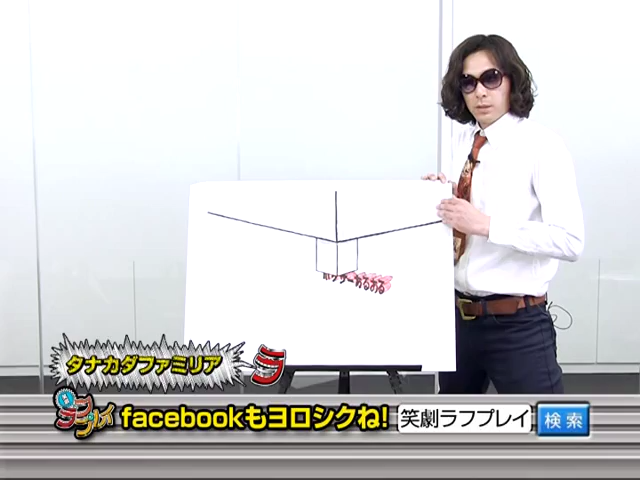 ボクサーあるある
タナカダファミリア
ラ
ラフプレイ
facebookもヨロシクね!
笑劇ラフプレイ
検索